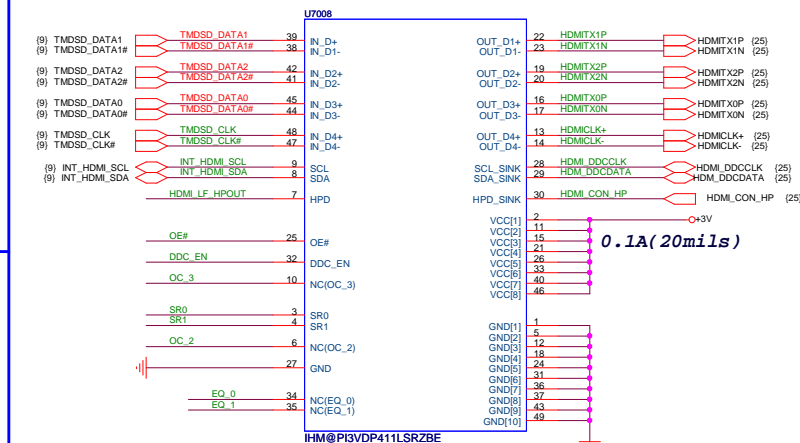 U7008
{9} TMDSD_DATA1 TMDSD_DATA1 39 IN_D+ OUT_D1+ 22 HDMITX1P HDMITX1P {25}
{9} TMDSD_DATA1# TMDSD_DATA1# 38 IN_D1- OUT_D1- 23 HDMITX1N HDMITX1N {25}
{9} TMDSD_DATA2 TMDSD_DATA2 42 IN_D2+ OUT_D2+ 19 HDMITX2P HDMITX2P {25}
{9} TMDSD_DATA2# TMDSD_DATA2# 41 IN_D2- OUT_D2- 20 HDMITX2N HDMITX2N {25}
{9} TMDSD_DATA0 TMDSD_DATA0 45 IN_D3+ OUT_D3+ 16 HDMITX0P HDMITX0P {25}
{9} TMDSD_DATA0# TMDSD_DATA0# 44 IN_D3- OUT_D3- 17 HDMITX0N HDMITX0N {25}
{9} TMDSD_CLK TMDSD_CLK 48 IN_D4+ OUT_D4+ 13 HDMICLK+ HDMICLK+ {25}
{9} TMDSD_CLK# TMDSD_CLK# 47 IN_D4- OUT_D4- 14 HDMICLK- HDMICLK- {25}
{9} INT_HDMI_SCL INT_HDMI_SCL 9 SCL SCL_SINK 28 HDMI_DDCCLK HDMI_DDCCLK {25}
{9} INT_HDMI_SDA INT_HDMI_SDA 8 SDA SDA_SINK 29 HDMI_DDCDATA HDM_DDCDATA {25}
HDMI_LF_HPOUT 7 HPD HPD_SINK 30 HDMI_CON_HP HDMI_CON_HP {25}
VCC[1] 2 +3V
VCC[2] 11
VCC[3] 15
0.1A(20mils)
OE# 25 OE# VCC[4] 21
VCC[5] 26
DDC_EN 32 DDC_EN VCC[6] 33
VCC[7] 40
OC_3 10 NC(OC_3) VCC[8] 46
SR0 3 SR0
SR1 4 SR1 GND[1] 1
GND[2] 5
OC_2 6 NC(OC_2) GND[3] 12
GND[4] 18
27 GND GND[5] 24
GND[6] 31
GND[7] 36
EQ_0 34 NC(EQ_0) GND[8] 37
EQ_1 35 NC(EQ_1) GND[9] 43
GND[10] 49
IHM@PI3VDP411LSRZBE